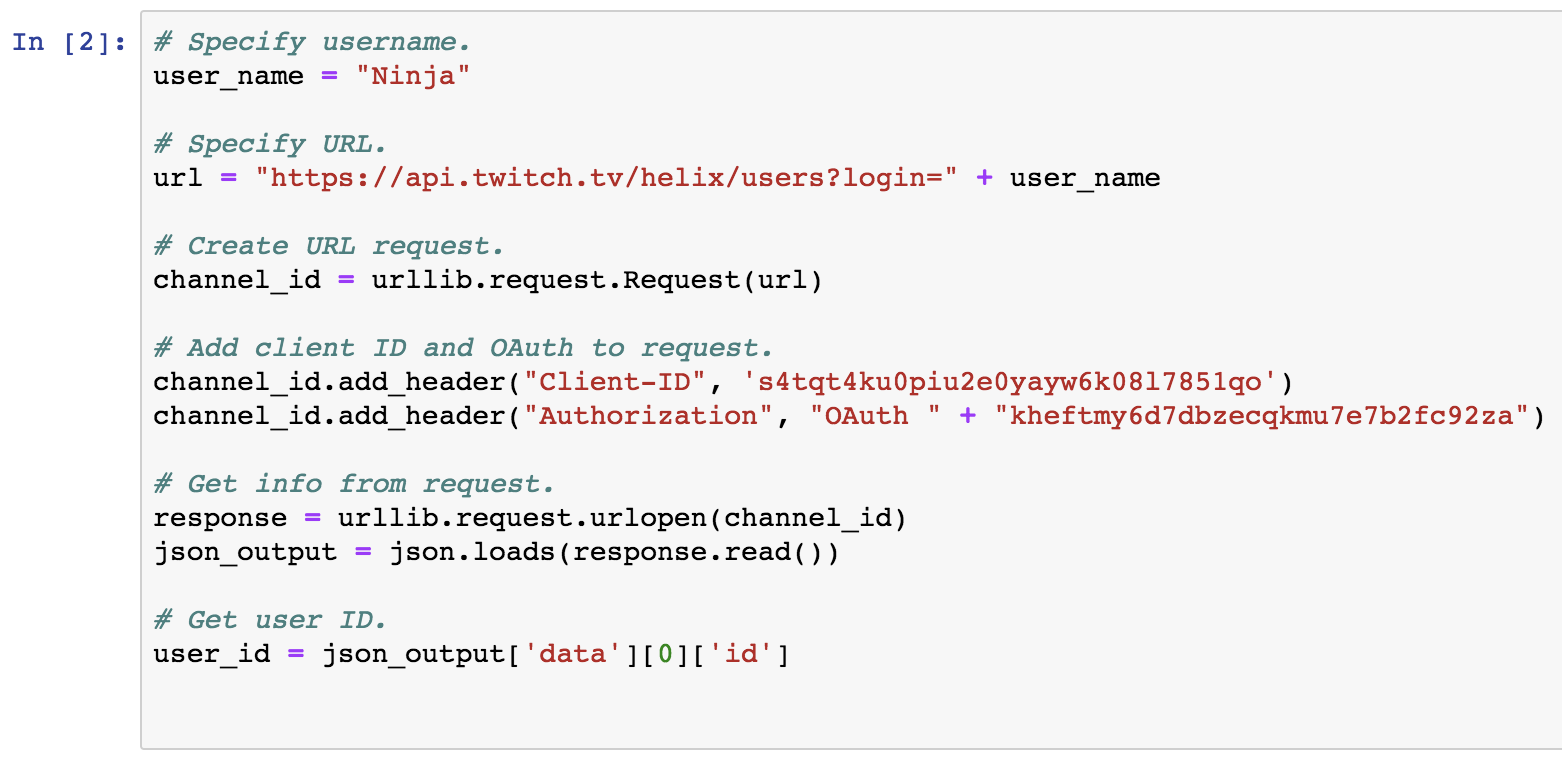 In [2]:
# Specify username.
user_name = "Ninja"
# Specify URL.
url = "https://api.twitch.tv/helix/users?login=" + user_name
# Create URL request.
channel_id = urllib.request.Request(url)
# Add client ID and OAuth to request.
channel_id.add_header("Client-ID", 's4tqt4ku0piu2e0yayw6k08l7851qo')
channel_id.add_header("Authorization", "OAuth " + "kheftmy6d7dbzecqkmu7e7b2fc92za")
# Get info from request.
response = urllib.request.urlopen(channel_id)
json_output = json.loads(response.read())
# Get user ID.
user_id = json_output['data'][0]['id']